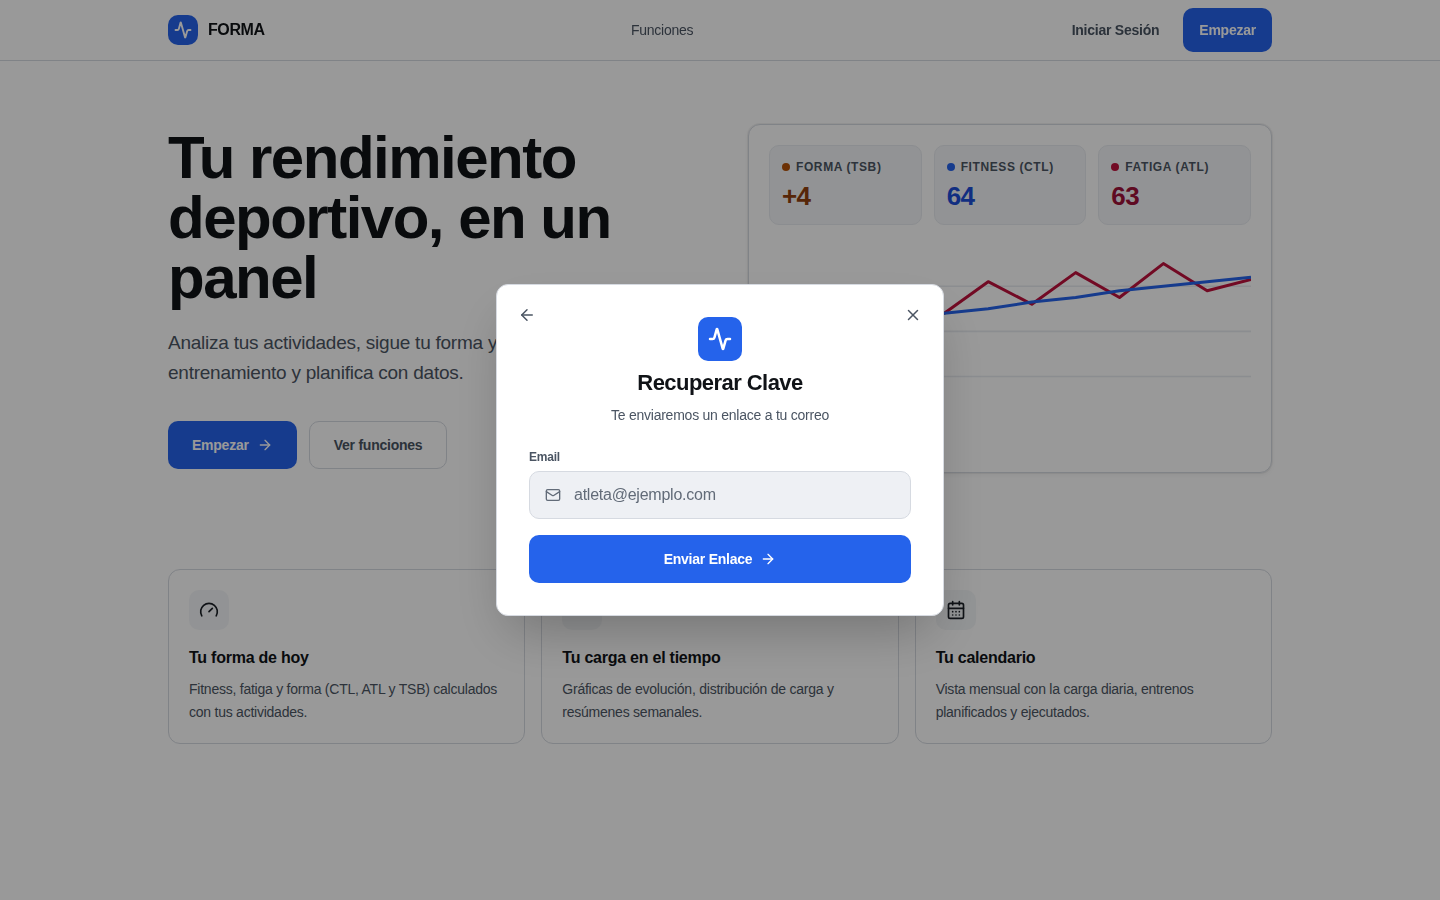 FORMA
Funciones
Iniciar Sesión
Empezar
Tu rendimiento
deportivo, en un
panel
Analiza tus actividades, sigue tu forma y
entrenamiento y planifica con datos.
Empezar
Ver funciones
FORMA (TSB)
+4
FITNESS (CTL)
64
FATIGA (ATL)
63
Recuperar Clave
Te enviaremos un enlace a tu correo
Email
atleta@ejemplo.com
Enviar Enlace
Tu forma de hoy
Fitness, fatiga y forma (CTL, ATL y TSB) calculados
con tus actividades.
Tu carga en el tiempo
Gráficas de evolución, distribución de carga y
resúmenes semanales.
Tu calendario
Vista mensual con la carga diaria, entrenos
planificados y ejecutados.